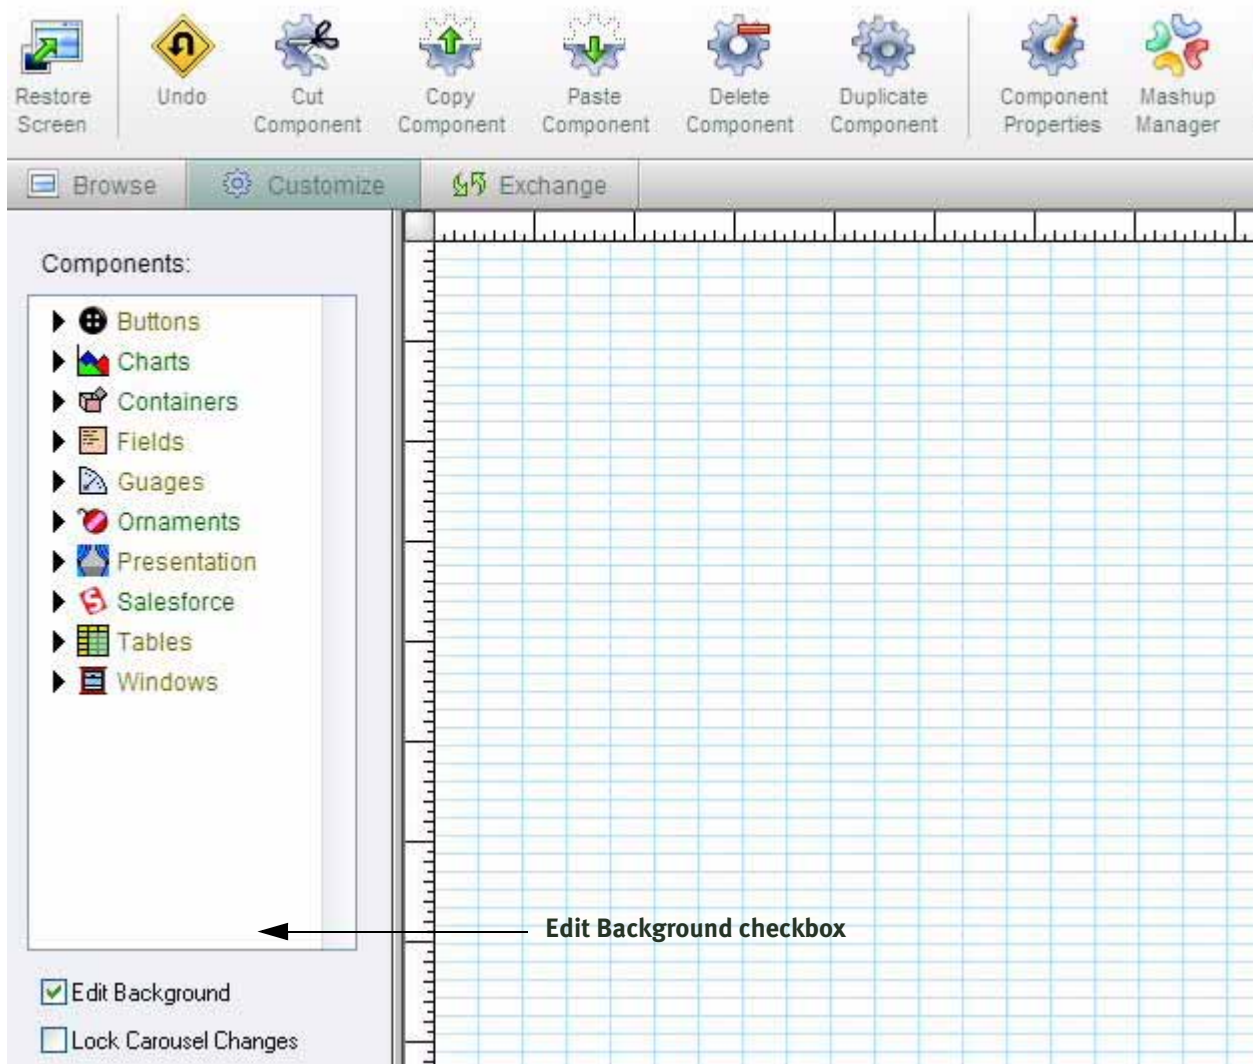 Restore Screen
Undo
Cut Component
Copy Component
Paste Component
Delete Component
Duplicate Component
Component Properties
Mashup Manager
Browse
Customize
Exchange
Components:
Buttons
Charts
Containers
Fields
Guages
Ornaments
Presentation
Salesforce
Tables
Windows
Edit Background checkbox
Edit Background
Lock Carousel Changes